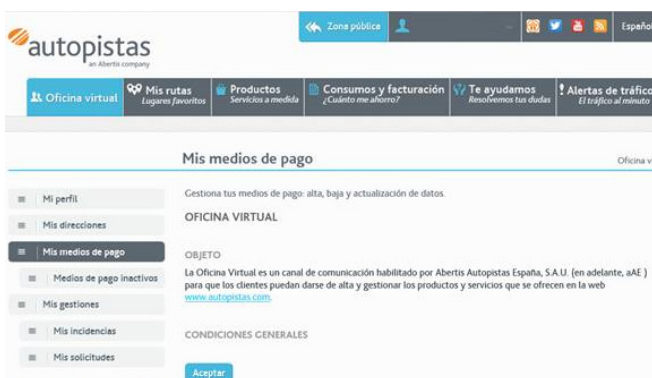 Zona pública
Español
autopistas
an Abertis company
Oficina virtual
Mis rutas
Lugares favoritos
Productos
Servicios a medida
Consumos y facturación
¿Cuánto me ahorro?
Te ayudamos
Resolvemos tus dudas
! Alertas de tráfico
El tráfico al minuto
Mis medios de pago
Oficina v
Mi perfil
Mis direcciones
Mis medios de pago
Medios de pago inactivos
Mis gestiones
Mis incidencias
Mis solicitudes
Gestiona tus medios de pago: alta, baja y actualización de datos.
OFICINA VIRTUAL
OBJETO
La Oficina Virtual es un canal de comunicación habilitado por Abertis Autopistas España, S.A.U. (en adelante, aAE )
para que los clientes puedan darse de alta y gestionar los productos y servicios que se ofrecen en la web
www.autopistas.com.
CONDICIONES GENERALES
Aceptar